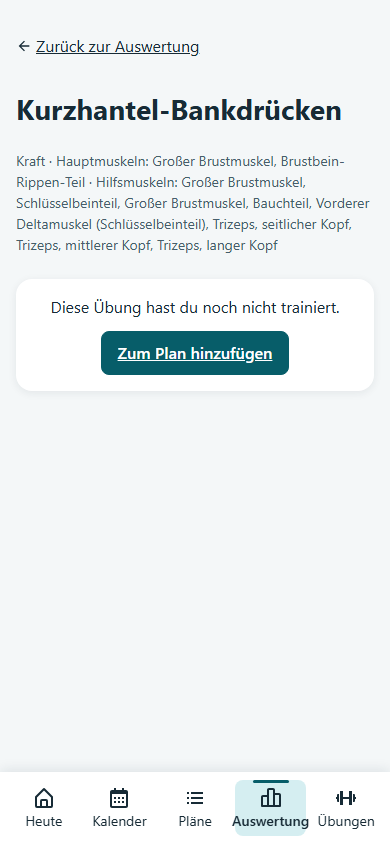 ← Zurück zur Auswertung
Kurzhantel-Bankdrücken
Kraft · Hauptmuskeln: Großer Brustmuskel, Brustbein-
Rippen-Teil · Hilfsmuskeln: Großer Brustmuskel,
Schlüsselbeinteil, Großer Brustmuskel, Bauchteil, Vorderer
Deltamuskel (Schlüsselbeinteil), Trizeps, seitlicher Kopf,
Trizeps, mittlerer Kopf, Trizeps, langer Kopf
Diese Übung hast du noch nicht trainiert.
Zum Plan hinzufügen
Heute Kalender Pläne Auswertung Übungen